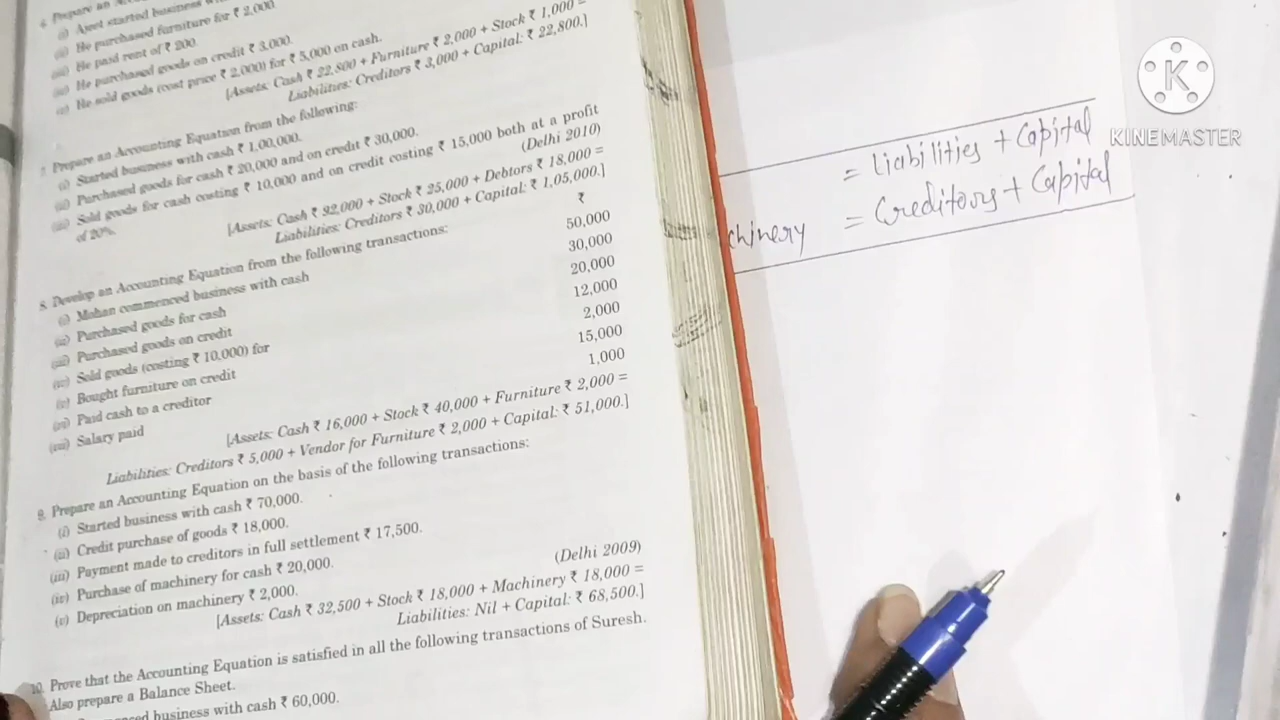 (i) Ajeet started business
(ii) He purchased furniture for ₹ 2,000
(iii) He paid rent of ₹ 200.
(iv) He purchased goods on credit ₹ 3,000.
(v) He sold goods (cost price ₹ 2,000) for ₹ 5,000 on cash.
[Assets: Cash ₹ 22,800 + Furniture ₹ 2,000 + Stock ₹ 1,000 =
Liabilities: Creditors ₹ 3,000 + Capital: ₹ 22,800.]
7. Prepare an Accounting Equation from the following:
(i) Started business with cash ₹ 1,00,000.
(ii) Purchased goods for cash ₹ 20,000 and on credit ₹ 30,000.
(iii) Sold goods for cash costing ₹ 10,000 and on credit costing ₹ 15,000 both at a profit
of 20%.
(Delhi 2010)
[Assets: Cash ₹ 92,000 + Stock ₹ 25,000 + Debtors ₹ 18,000 =
Liabilities: Creditors ₹ 30,000 + Capital: ₹ 1,05,000.]
8. Develop an Accounting Equation from the following transactions:
₹
(i) Mohan commenced business with cash 50,000
(ii) Purchased goods for cash 30,000
(iii) Purchased goods on credit 20,000
(iv) Sold goods (costing ₹ 10,000) for 12,000
(v) Bought furniture on credit 2,000
(vi) Paid cash to a creditor 15,000
(vii) Salary paid 1,000
[Assets: Cash ₹ 16,000 + Stock ₹ 40,000 + Furniture ₹ 2,000 =
Liabilities: Creditors ₹ 5,000 + Vendor for Furniture ₹ 2,000 + Capital: ₹ 51,000.]
9. Prepare an Accounting Equation on the basis of the following transactions:
(i) Started business with cash ₹ 70,000.
(ii) Credit purchase of goods ₹ 18,000.
(iii) Payment made to creditors in full settlement ₹ 17,500.
(iv) Purchase of machinery for cash ₹ 20,000.
(v) Depreciation on machinery ₹ 2,000.
(Delhi 2009)
[Assets: Cash ₹ 32,500 + Stock ₹ 18,000 + Machinery ₹ 18,000 =
Liabilities: Nil + Capital: ₹ 68,500.]
10. Prove that the Accounting Equation is satisfied in all the following transactions of Suresh.
Also prepare a Balance Sheet.
business with cash ₹ 60,000.
= Liabilities + Capital
chinery = Creditors + Capital
K
KINEMASTER